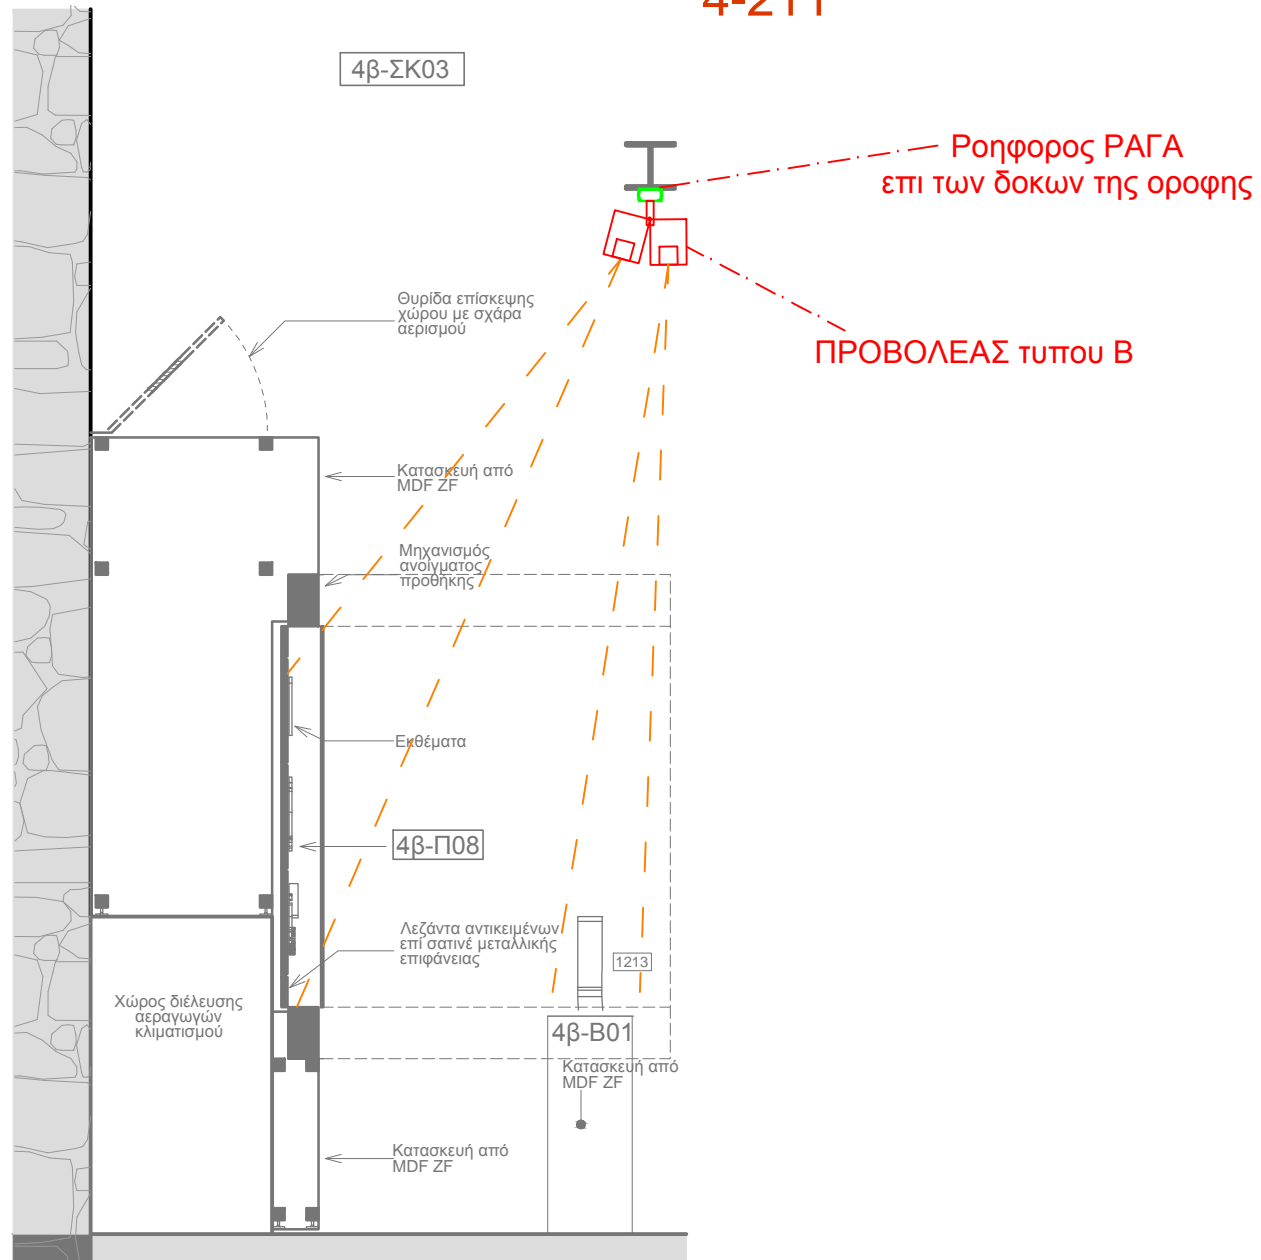 4-211
4β-ΣΚ03
Ροηφορος ΡΑΓΑ
επι των δοκων της οροφης
Θυρίδα επίσκεψης
χώρου με σχάρα
αερισμού
ΠΡΟΒΟΛΕΑΣ τυπου Β
Κατασκευή από
MDF ZF
Μηχανισμός
ανοίγματος
προθήκης
Εκθέματα
4β-Π08
Λεζάντα αντικειμένων
επί σατινέ μεταλλικής
επιφάνειας
1213
Χώρος διέλευσης
αεραγωγών
κλιματισμού
4β-Β01
Κατασκευή από
MDF ZF
Κατασκευή από
MDF ZF